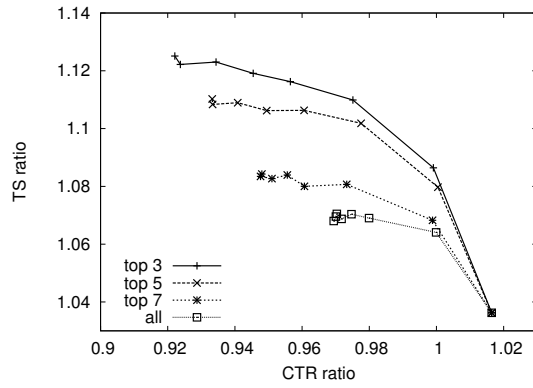 1.14
1.12
1.1
1.08
1.06
1.04
TS ratio
top 3
top 5
top 7
all
0.9 0.92 0.94 0.96 0.98 1 1.02
CTR ratio